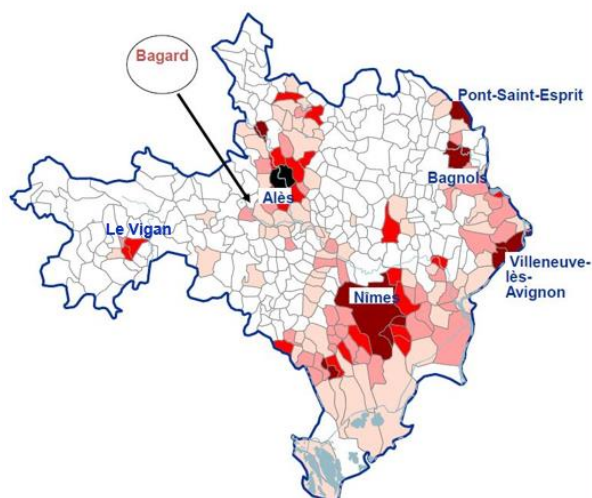 Bagard
Pont-Saint-Esprit
Bagnols
Alès
Le Vigan
Villeneuve-
lès-
Avignon
Nîmes